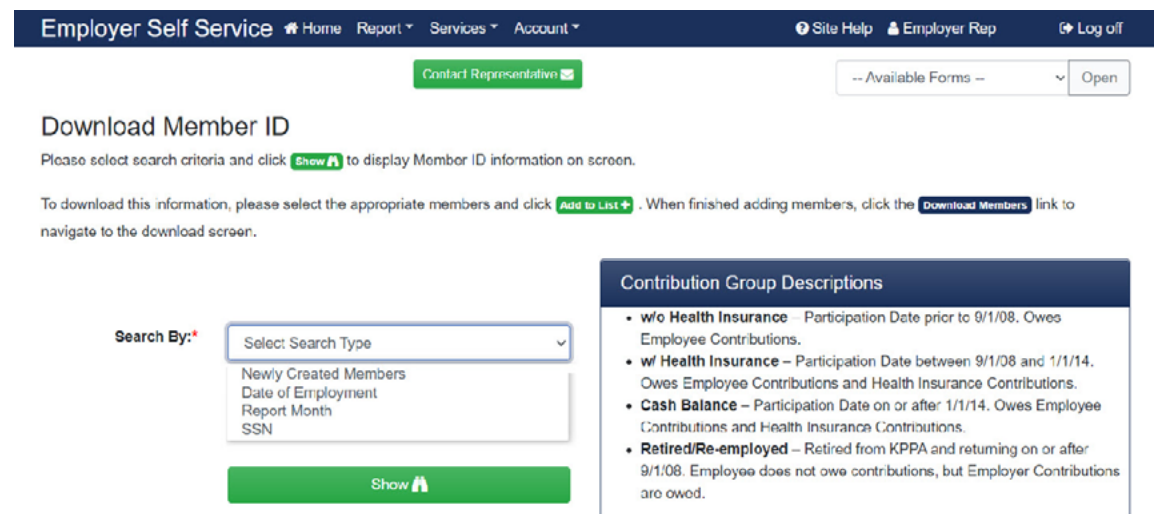 Employer Self Service Home Report Services Account Site Help Employer Rep Log off
Contact Representative
-- Available Forms -- Open
Download Member ID
Please select search criteria and click Show to display Member ID information on screen.
To download this information, please select the appropriate members and click Add to List + . When finished adding members, click the Download Members link to
navigate to the download screen.
Search By:*
Select Search Type
Newly Created Members
Date of Employment
Report Month
SSN
Show
Contribution Group Descriptions
• w/o Health Insurance – Participation Date prior to 9/1/08. Owes
Employee Contributions.
• w/ Health Insurance – Participation Date between 9/1/08 and 1/1/14.
Owes Employee Contributions and Health Insurance Contributions.
• Cash Balance – Participation Date on or after 1/1/14. Owes Employee
Contributions and Health Insurance Contributions.
• Retired/Re-employed – Retired from KPPA and returning on or after
9/1/08. Employee does not owe contributions, but Employer Contributions
are owed.